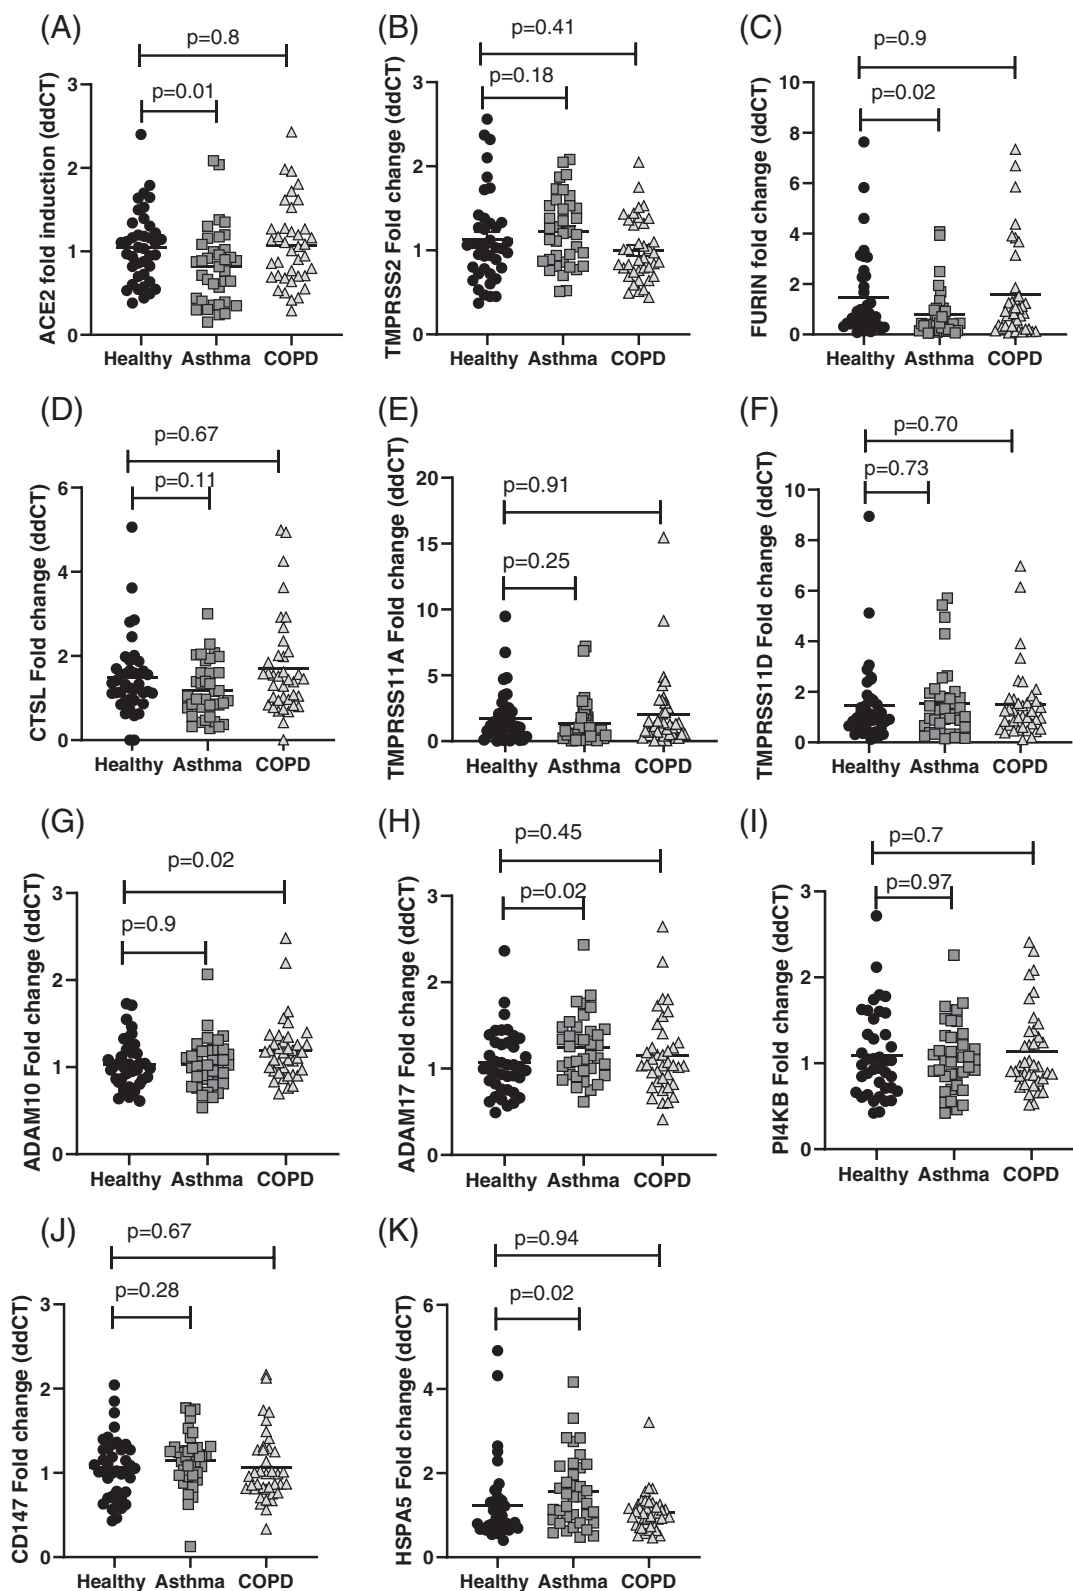 (A)
p=0.8
p=0.01
ACE2 fold induction (ddCT)
3
2
1
0
Healthy Asthma COPD
(B)
p=0.41
p=0.18
TMPRSS2 Fold change (ddCT)
3
2
1
0
Healthy Asthma COPD
(C)
p=0.9
p=0.02
FURIN fold change (ddCT)
10
8
6
4
2
0
Healthy Asthma COPD
(D)
p=0.67
p=0.11
CTSL Fold change (ddCT)
6
4
2
0
Healthy Asthma COPD
(E)
p=0.91
p=0.25
TMPRSS11A Fold change (ddCT)
20
15
10
5
0
Healthy Asthma COPD
(F)
p=0.70
p=0.73
TMPRSS11D Fold change (ddCT)
10
8
6
4
2
0
Healthy Asthma COPD
(G)
p=0.02
p=0.9
ADAM10 Fold change (ddCT)
3
2
1
0
Healthy Asthma COPD
(H)
p=0.45
p=0.02
ADAM17 Fold change (ddCT)
3
2
1
0
Healthy Asthma COPD
(I)
p=0.7
p=0.97
PI4KB Fold change (ddCT)
3
2
1
0
Healthy Asthma COPD
(J)
p=0.67
p=0.28
CD147 Fold change (ddCT)
3
2
1
0
Healthy Asthma COPD
(K)
p=0.94
p=0.02
HSPA5 Fold change (ddCT)
6
4
2
0
Healthy Asthma COPD